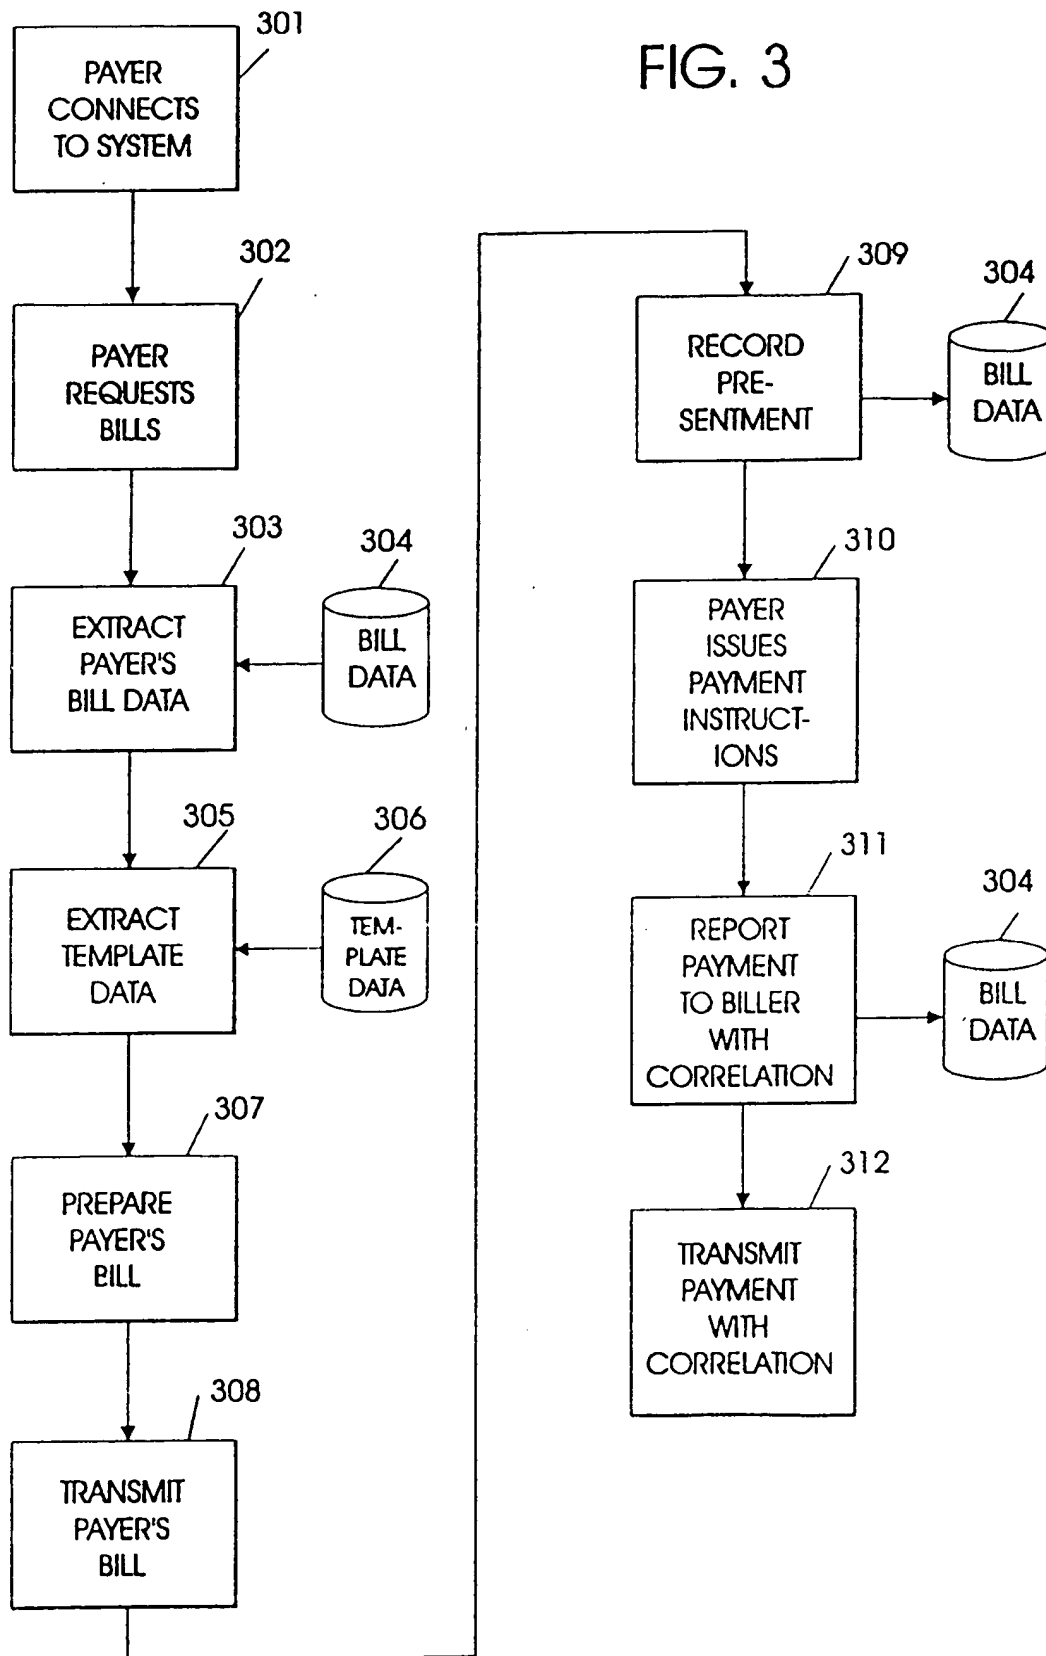 FIG. 3
301
PAYER
CONNECTS
TO SYSTEM
302
PAYER
REQUESTS
BILLS
303
EXTRACT
PAYER'S
BILL DATA
304
BILL
DATA
305
EXTRACT
TEMPLATE
DATA
306
TEM-
PLATE
DATA
307
PREPARE
PAYER'S
BILL
308
TRANSMIT
PAYER'S
BILL
309
RECORD
PRE-
SENTMENT
304
BILL
DATA
310
PAYER
ISSUES
PAYMENT
INSTRUCT-
IONS
311
REPORT
PAYMENT
TO BILLER
WITH
CORRELATION
304
BILL
DATA
312
TRANSMIT
PAYMENT
WITH
CORRELATION